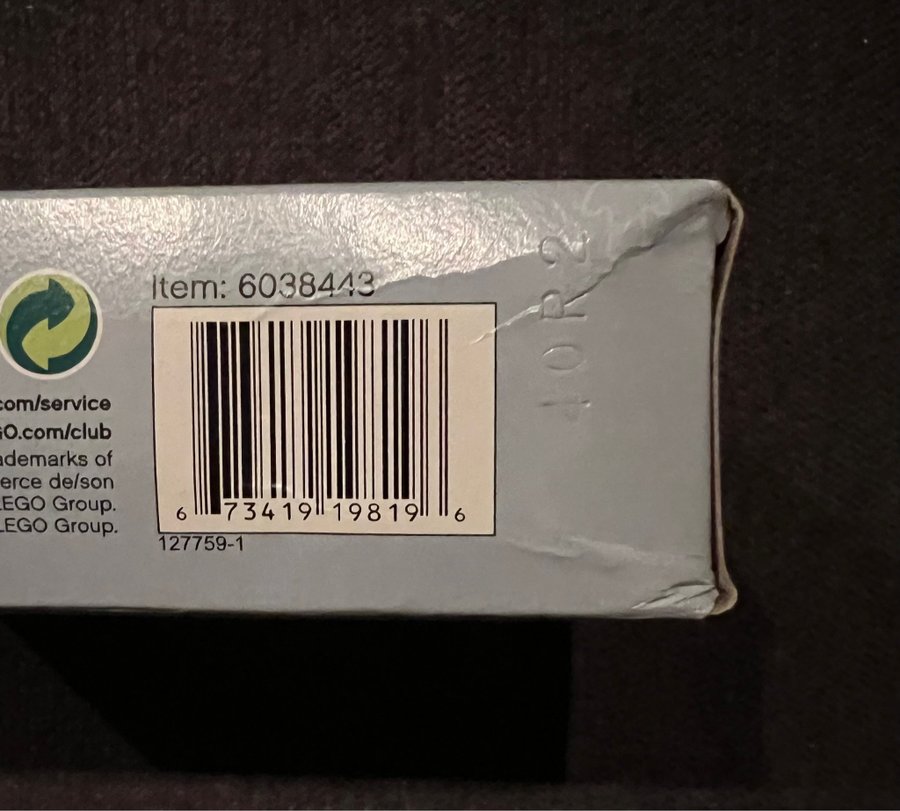 Item: 6038443
com/service
GO.com/club
ademarks of
erce de/son
LEGO Group.
LEGO Group.
6 73419 19819 6
127759-1
40R2